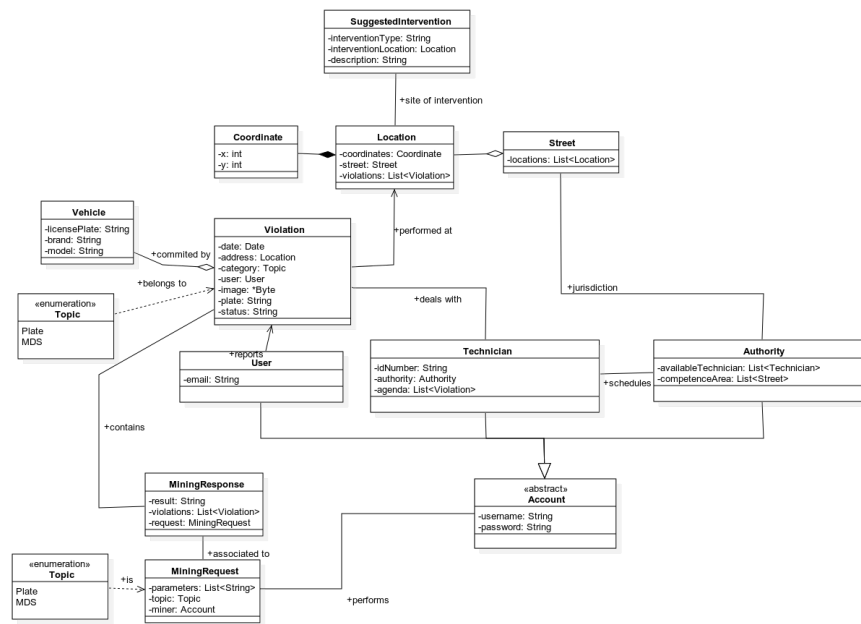 SuggestedIntervention
-interventionType: String
-interventionLocation: Location
-description: String
+site of intervention
Coordinate
-x: int
-y: int
Location
-coordinates: Coordinate
-street: Street
-violations: List<Violation>
Street
-locations: List<Location>
Vehicle
-licensePlate: String
-brand: String
-model: String
+commited by
Violation
-date: Date
-address: Location
-category: Topic
-user: User
-image: *Byte
-plate: String
-status: String
+performed at
+belongs to
«enumeration»
Topic
Plate
MDS
+deals with
+jurisdiction
+reports
User
-email: String
Technician
-idNumber: String
-authority: Authority
-agenda: List<Violation>
+schedules
Authority
-availableTechnician: List<Technician>
-competenceArea: List<Street>
+contains
MiningResponse
-result: String
-violations: List<Violation>
-request: MiningRequest
«abstract»
Account
-username: String
-password: String
+associated to
«enumeration»
Topic
Plate
MDS
+is
MiningRequest
-parameters: List<String>
-topic: Topic
-miner: Account
+performs